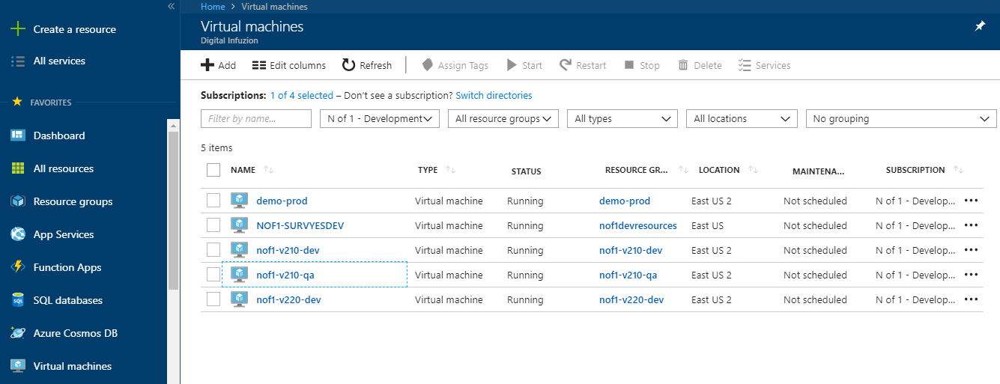 Home > Virtual machines
Virtual machines
Digital Infuzion
Create a resource
All services
FAVORITES
Dashboard
All resources
Resource groups
App Services
Function Apps
SQL databases
Azure Cosmos DB
Virtual machines
Add Edit columns Refresh Assign Tags Start Restart Stop Delete Services
Subscriptions: 1 of 4 selected – Don't see a subscription? Switch directories
Filter by name... N of 1 - Development All resource groups All types All locations No grouping
5 items
NAME TYPE STATUS RESOURCE GR... LOCATION MAINTENA... SUBSCRIPTION
demo-prod Virtual machine Running demo-prod East US 2 Not scheduled N of 1 - Develop... •••
NOF1-SURVYESDEV Virtual machine Running nof1devresources East US Not scheduled N of 1 - Develop... •••
nof1-v210-dev Virtual machine Running nof1-v210-dev East US 2 Not scheduled N of 1 - Develop... •••
nof1-v210-qa Virtual machine Running nof1-v210-qa East US 2 Not scheduled N of 1 - Develop... •••
nof1-v220-dev Virtual machine Running nof1-v220-dev East US 2 Not scheduled N of 1 - Develop... •••